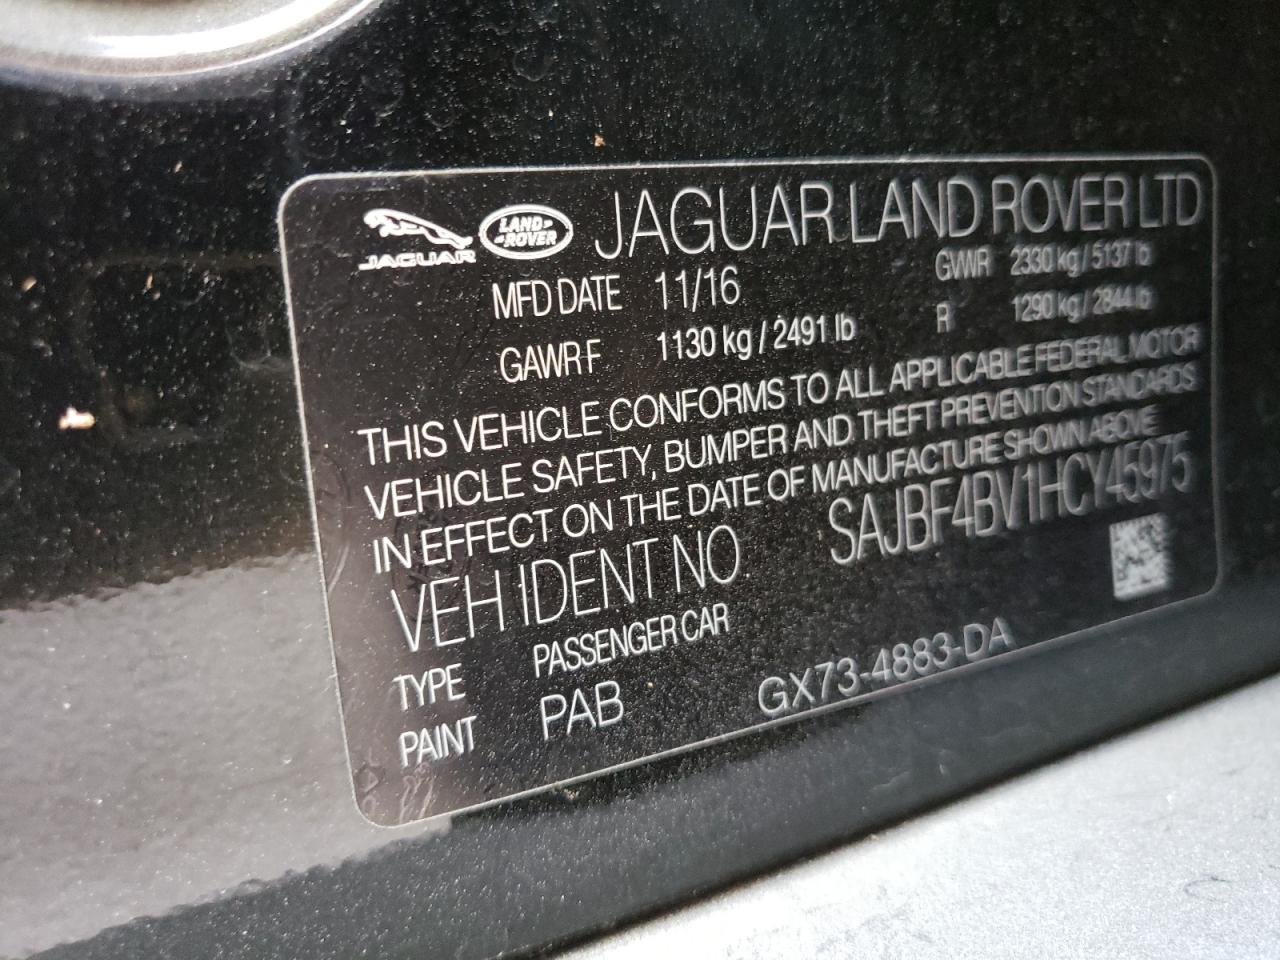 JAGUAR LAND-ROVER JAGUAR LAND ROVER LTD
MFD DATE 11/16 GVWR 2330 kg / 5137 lb
GAWR F 1130 kg / 2491 lb R 1290 kg / 2844 lb
THIS VEHICLE CONFORMS TO ALL APPLICABLE FEDERAL MOTOR
VEHICLE SAFETY, BUMPER AND THEFT PREVENTION STANDARDS
IN EFFECT ON THE DATE OF MANUFACTURE SHOWN ABOVE
VEH IDENT NO SAJBF4BV1HCY45975
TYPE PASSENGER CAR
PAINT PAB GX73-4883-DA